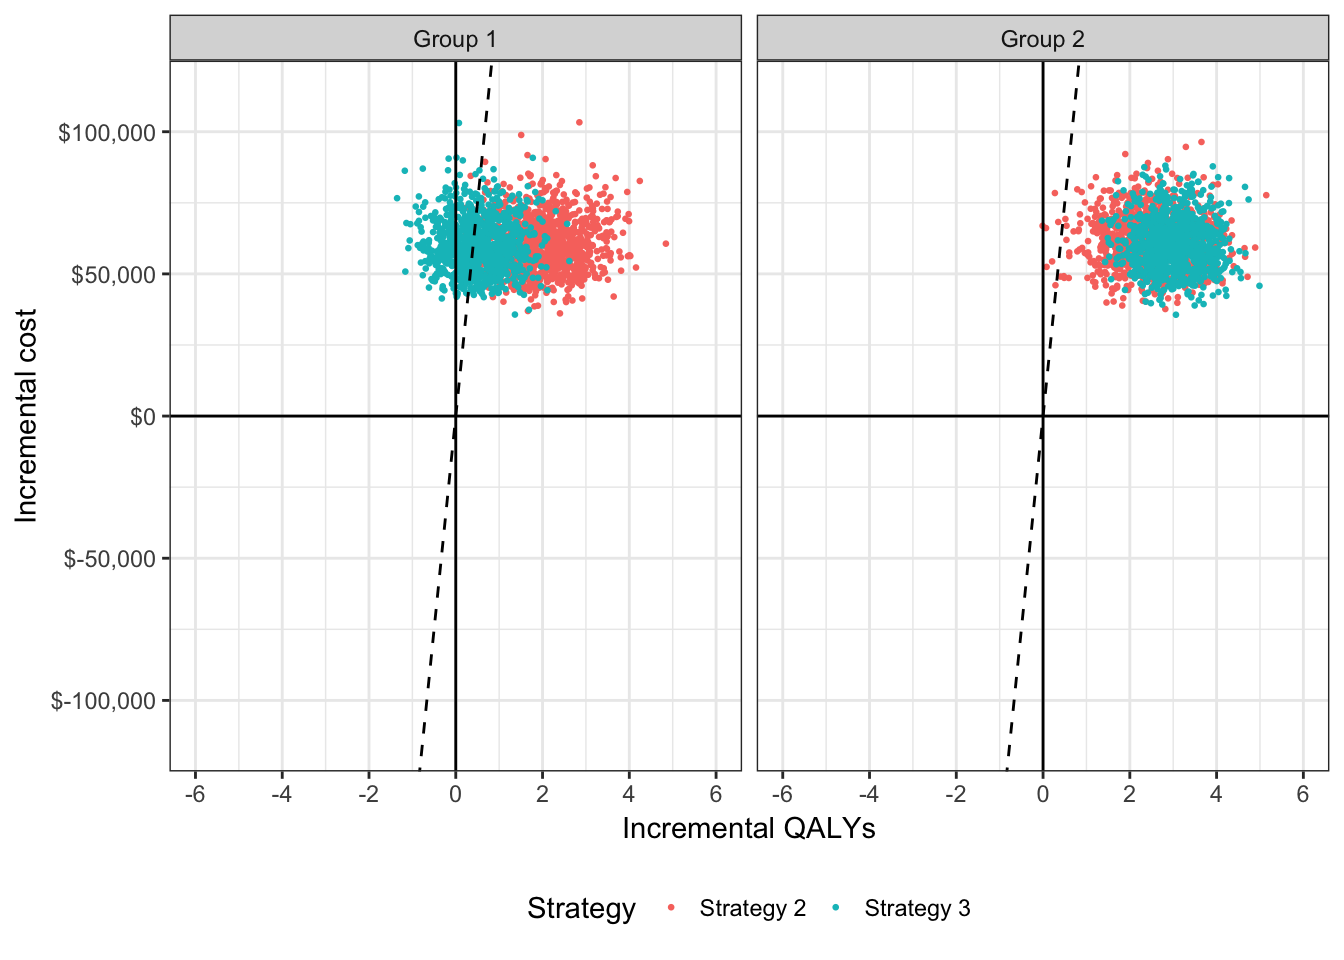 Group 1
Group 2
Incremental cost
$100,000
$50,000
$0
$-50,000
$-100,000
-6 -4 -2 0 2 4 6
-6 -4 -2 0 2 4 6
Incremental QALYs
Strategy Strategy 2 Strategy 3